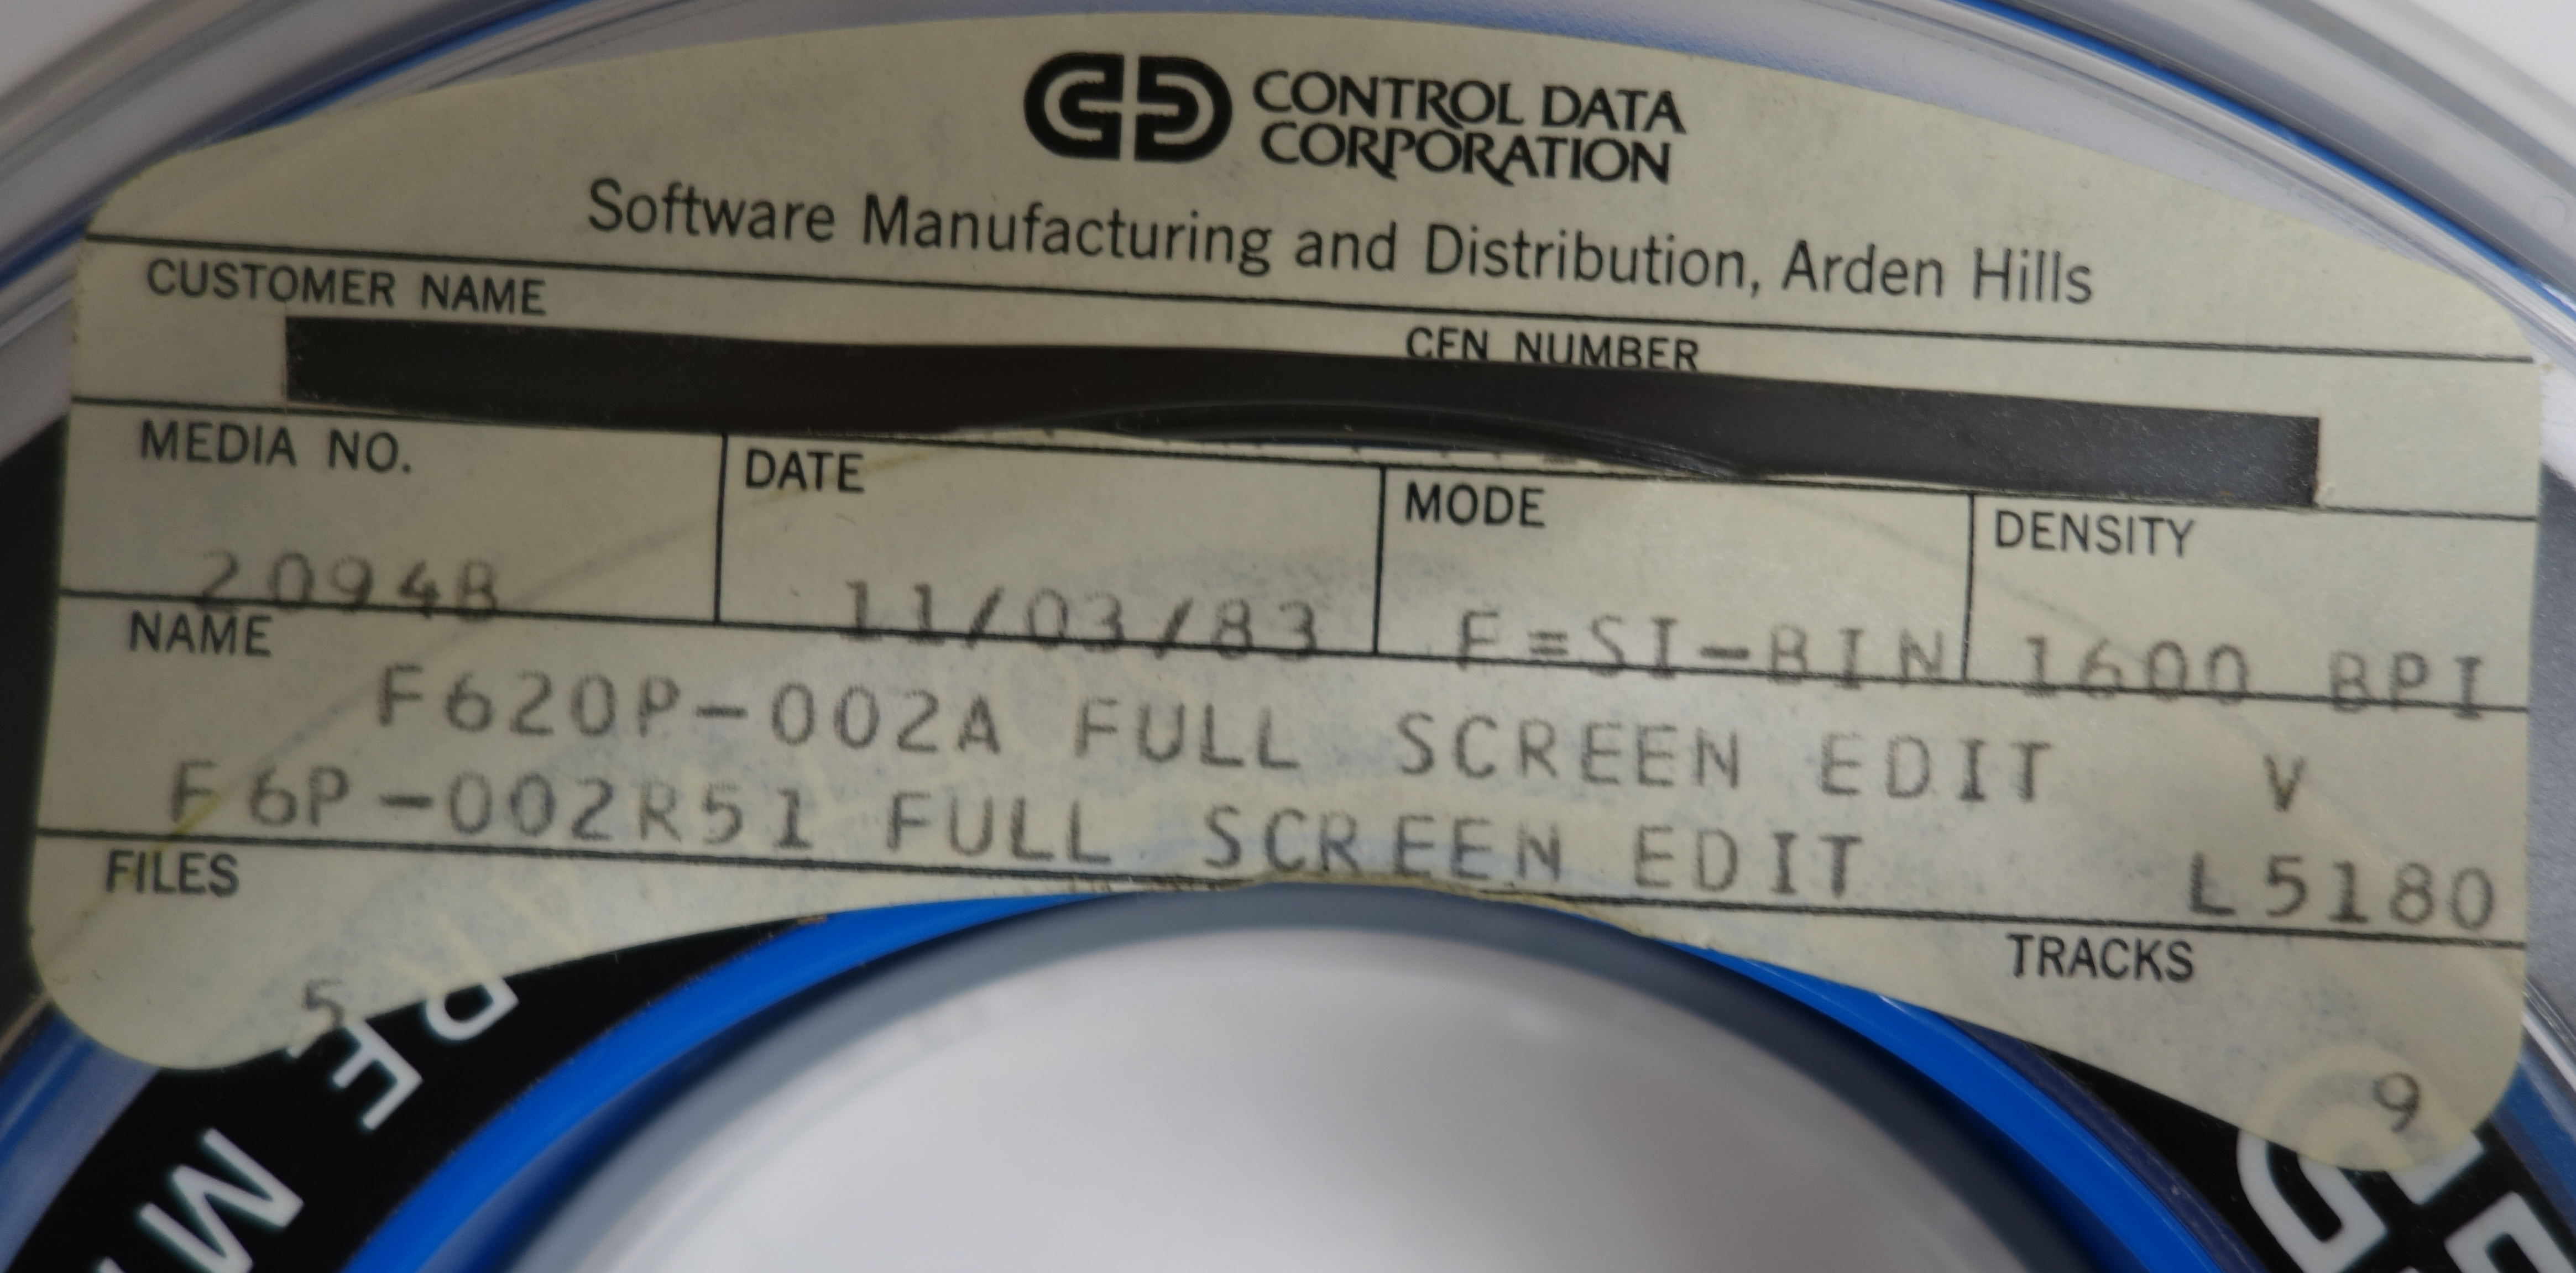 CONTROL DATA
CORPORATION
Software Manufacturing and Distribution, Arden Hills
CUSTOMER NAME
CFN NUMBER
MEDIA NO. DATE MODE DENSITY
11/03/83 F=SI-BIN 1600 BPI
NAME
F620P-002A FULL SCREEN EDIT V
F6P-002R51 FULL SCREEN EDIT L5180
FILES TRACKS
5 9